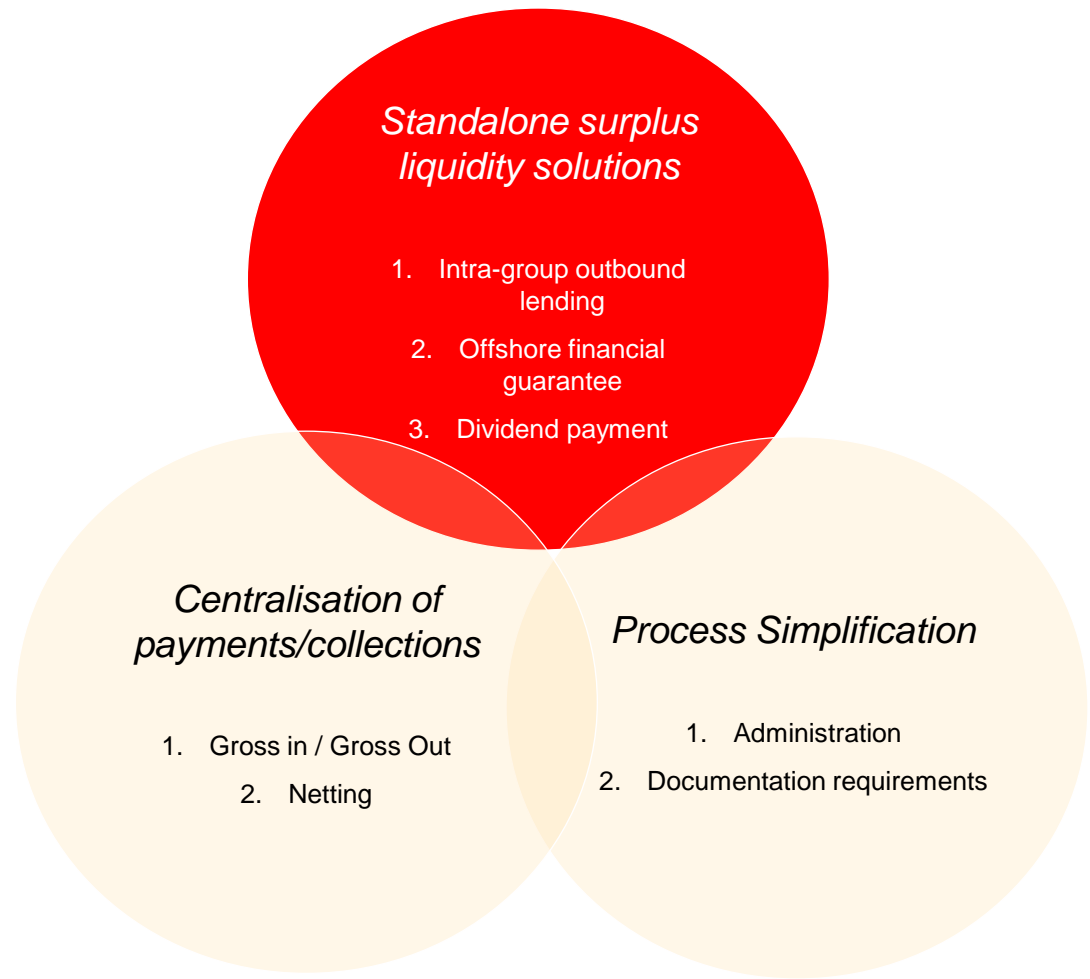 Standalone surplus
liquidity solutions
1. Intra-group outbound
lending
2. Offshore financial
guarantee
3. Dividend payment
Centralisation of
payments/collections
1. Gross in / Gross Out
2. Netting
Process Simplification
1. Administration
2. Documentation requirements